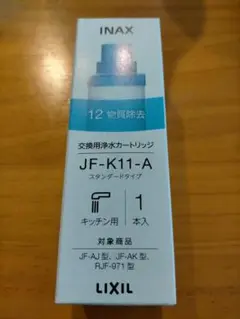 INAX
12 物質除去
交換用浄水カートリッジ
JF-K11-A
スタンダードタイプ
キッチン用
1本入
対象商品
JF-AJ型、JF-AK型、
RJF-971型
LIXIL